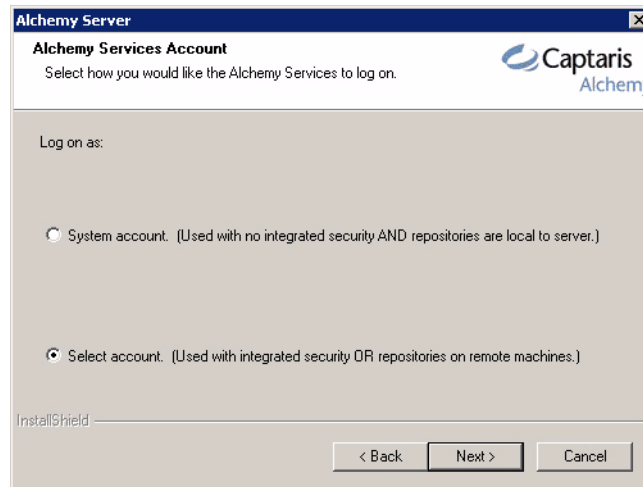 Alchemy Server
Alchemy Services Account
Select how you would like the Alchemy Services to log on.
Captaris
Alchem
Log on as:
System account. (Used with no integrated security AND repositories are local to server.)
Select account. (Used with integrated security OR repositories on remote machines.)
InstallShield
< Back
Next >
Cancel